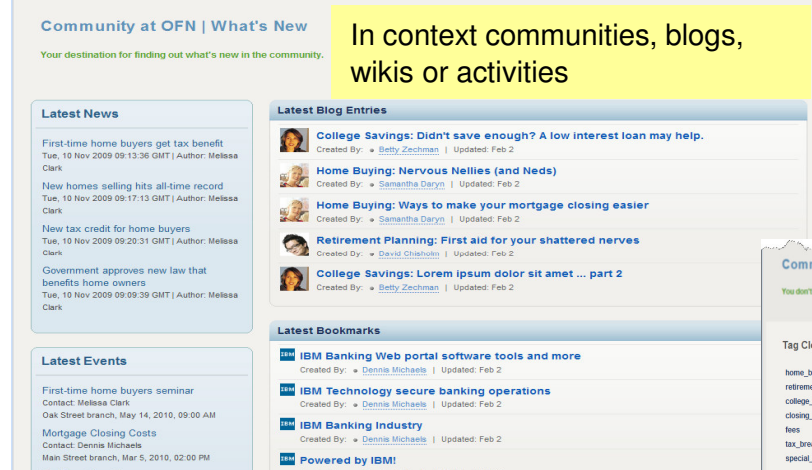 Community at OFN | What's New
Your destination for finding out what's new in the community.
In context communities, blogs,
wikis or activities
Latest News
First-time home buyers get tax benefit
Tue, 10 Nov 2009 09:13:36 GMT | Author: Melissa
Clark
New homes selling hits all-time record
Tue, 10 Nov 2009 09:17:13 GMT | Author: Melissa
Clark
New tax credit for home buyers
Tue, 10 Nov 2009 09:20:31 GMT | Author: Melissa
Clark
Government approves new law that
benefits home owners
Tue, 10 Nov 2009 09:09:39 GMT | Author: Melissa
Clark
Latest Events
First-time home buyers seminar
Contact: Melissa Clark
Oak Street branch, May 14, 2010, 09:00 AM
Mortgage Closing Costs
Contact: Dennis Michaels
Main Street branch, Mar 5, 2010, 02:00 PM
Latest Blog Entries
College Savings: Didn't save enough? A low interest loan may help.
Created By: Betty Zechman | Updated: Feb 2
Home Buying: Nervous Nellies (and Neds)
Created By: Samantha Daryn | Updated: Feb 2
Home Buying: Ways to make your mortgage closing easier
Created By: Samantha Daryn | Updated: Feb 2
Retirement Planning: First aid for your shattered nerves
Created By: David Chisholm | Updated: Feb 2
College Savings: Lorem ipsum dolor sit amet ... part 2
Created By: Betty Zechman | Updated: Feb 2
Latest Bookmarks
IBM IBM Banking Web portal software tools and more
Created By: Dennis Michaels | Updated: Feb 2
IBM IBM Technology secure banking operations
Created By: Dennis Michaels | Updated: Feb 2
IBM IBM Banking Industry
Created By: Dennis Michaels | Updated: Feb 2
IBM Powered by IBM!
Comm
You don't
Tag Cl
home_b
retireme
college_
closing_
fees
tax_brea
special_